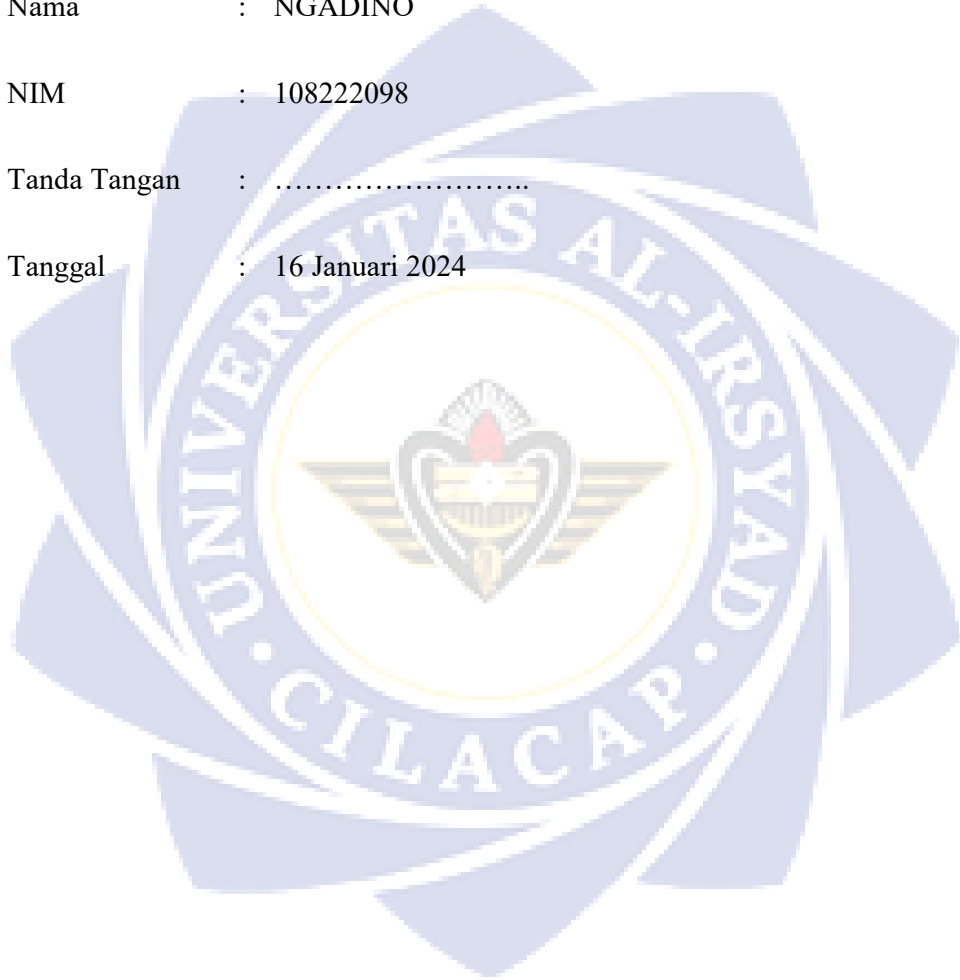 Nama : NGADINO
NIM : 108222098
Tanda Tangan : ……………………..
Tanggal : 16 Januari 2024
UNIVERSITAS AL-IRSYAD
• CILACAP •